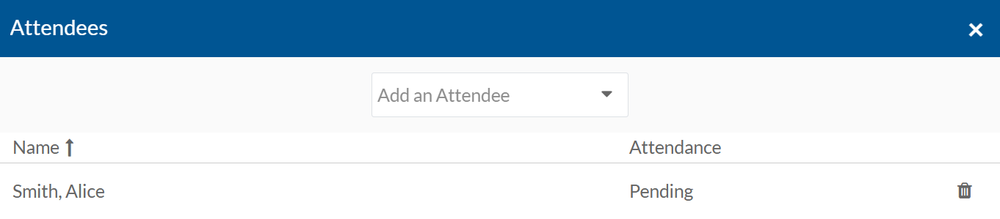 Attendees
Add an Attendee
Name Attendance
Smith, Alice Pending